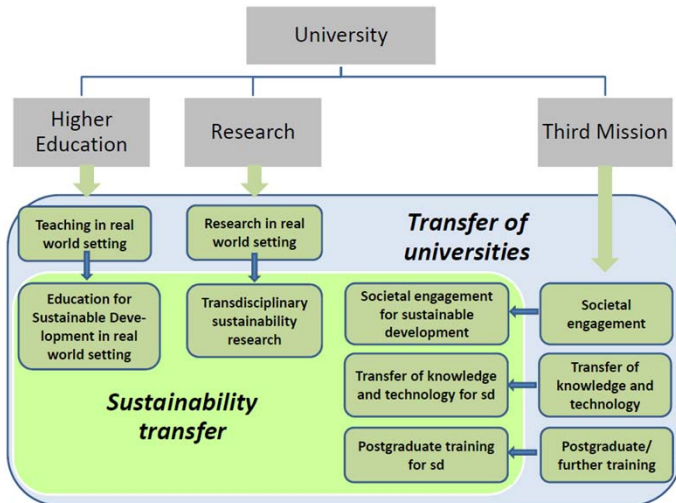 University
Higher
Education
Research
Third Mission
Teaching in real
world setting
Research in real
world setting
Transfer of
universities
Education for
Sustainable Deve-
lopment in real
world setting
Transdisciplinary
sustainability
research
Societal engagement
for sustainable
development
Societal
engagement
Transfer of knowledge
and technology for sd
Transfer of
knowledge and
technology
Sustainability
transfer
Postgraduate training
for sd
Postgraduate/
further training